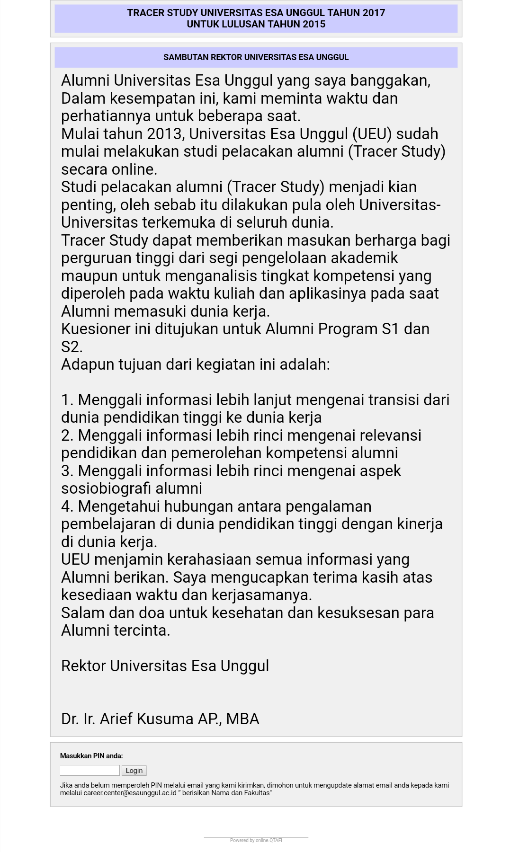 TRACER STUDY UNIVERSITAS ESA UNGGUL TAHUN 2017
UNTUK LULUSAN TAHUN 2015
SAMBUTAN REKTOR UNIVERSITAS ESA UNGGUL
Alumni Universitas Esa Unggul yang saya banggakan,
Dalam kesempatan ini, kami meminta waktu dan
perhatiannya untuk beberapa saat.
Mulai tahun 2013, Universitas Esa Unggul (UEU) sudah
mulai melakukan studi pelacakan alumni (Tracer Study)
secara online.
Studi pelacakan alumni (Tracer Study) menjadi kian
penting, oleh sebab itu dilakukan pula oleh Universitas-
Universitas terkemuka di seluruh dunia.
Tracer Study dapat memberikan masukan berharga bagi
perguruan tinggi dari segi pengelolaan akademik
maupun untuk menganalisis tingkat kompetensi yang
diperoleh pada waktu kuliah dan aplikasinya pada saat
Alumni memasuki dunia kerja.
Kuesioner ini ditujukan untuk Alumni Program S1 dan
S2.
Adapun tujuan dari kegiatan ini adalah:
1. Menggali informasi lebih lanjut mengenai transisi dari
dunia pendidikan tinggi ke dunia kerja
2. Menggali informasi lebih rinci mengenai relevansi
pendidikan dan pemerolehan kompetensi alumni
3. Menggali informasi lebih rinci mengenai aspek
sosiobiografi alumni
4. Mengetahui hubungan antara pengalaman
pembelajaran di dunia pendidikan tinggi dengan kinerja
di dunia kerja.
UEU menjamin kerahasiaan semua informasi yang
Alumni berikan. Saya mengucapkan terima kasih atas
kesediaan waktu dan kerjasamanya.
Salam dan doa untuk kesehatan dan kesuksesan para
Alumni tercinta.
Rektor Universitas Esa Unggul
Dr. Ir. Arief Kusuma AP., MBA
Masukkan PIN anda:
Login
Jika anda belum memperoleh PIN melalui email yang kami kirimkan, dimohon untuk mengupdate alamat email anda kepada kami
melalui career.center@esaunggul.ac.id " berisikan Nama dan Fakultas"
Powered by online